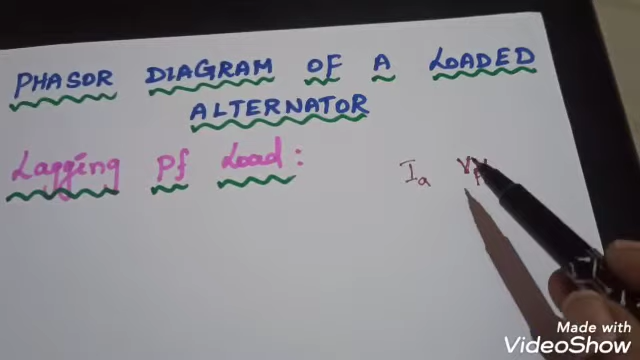 PHASOR DIAGRAM OF A LOADED
ALTERNATOR
Lagging Pf Load:
Ia
Made with
VideoShow